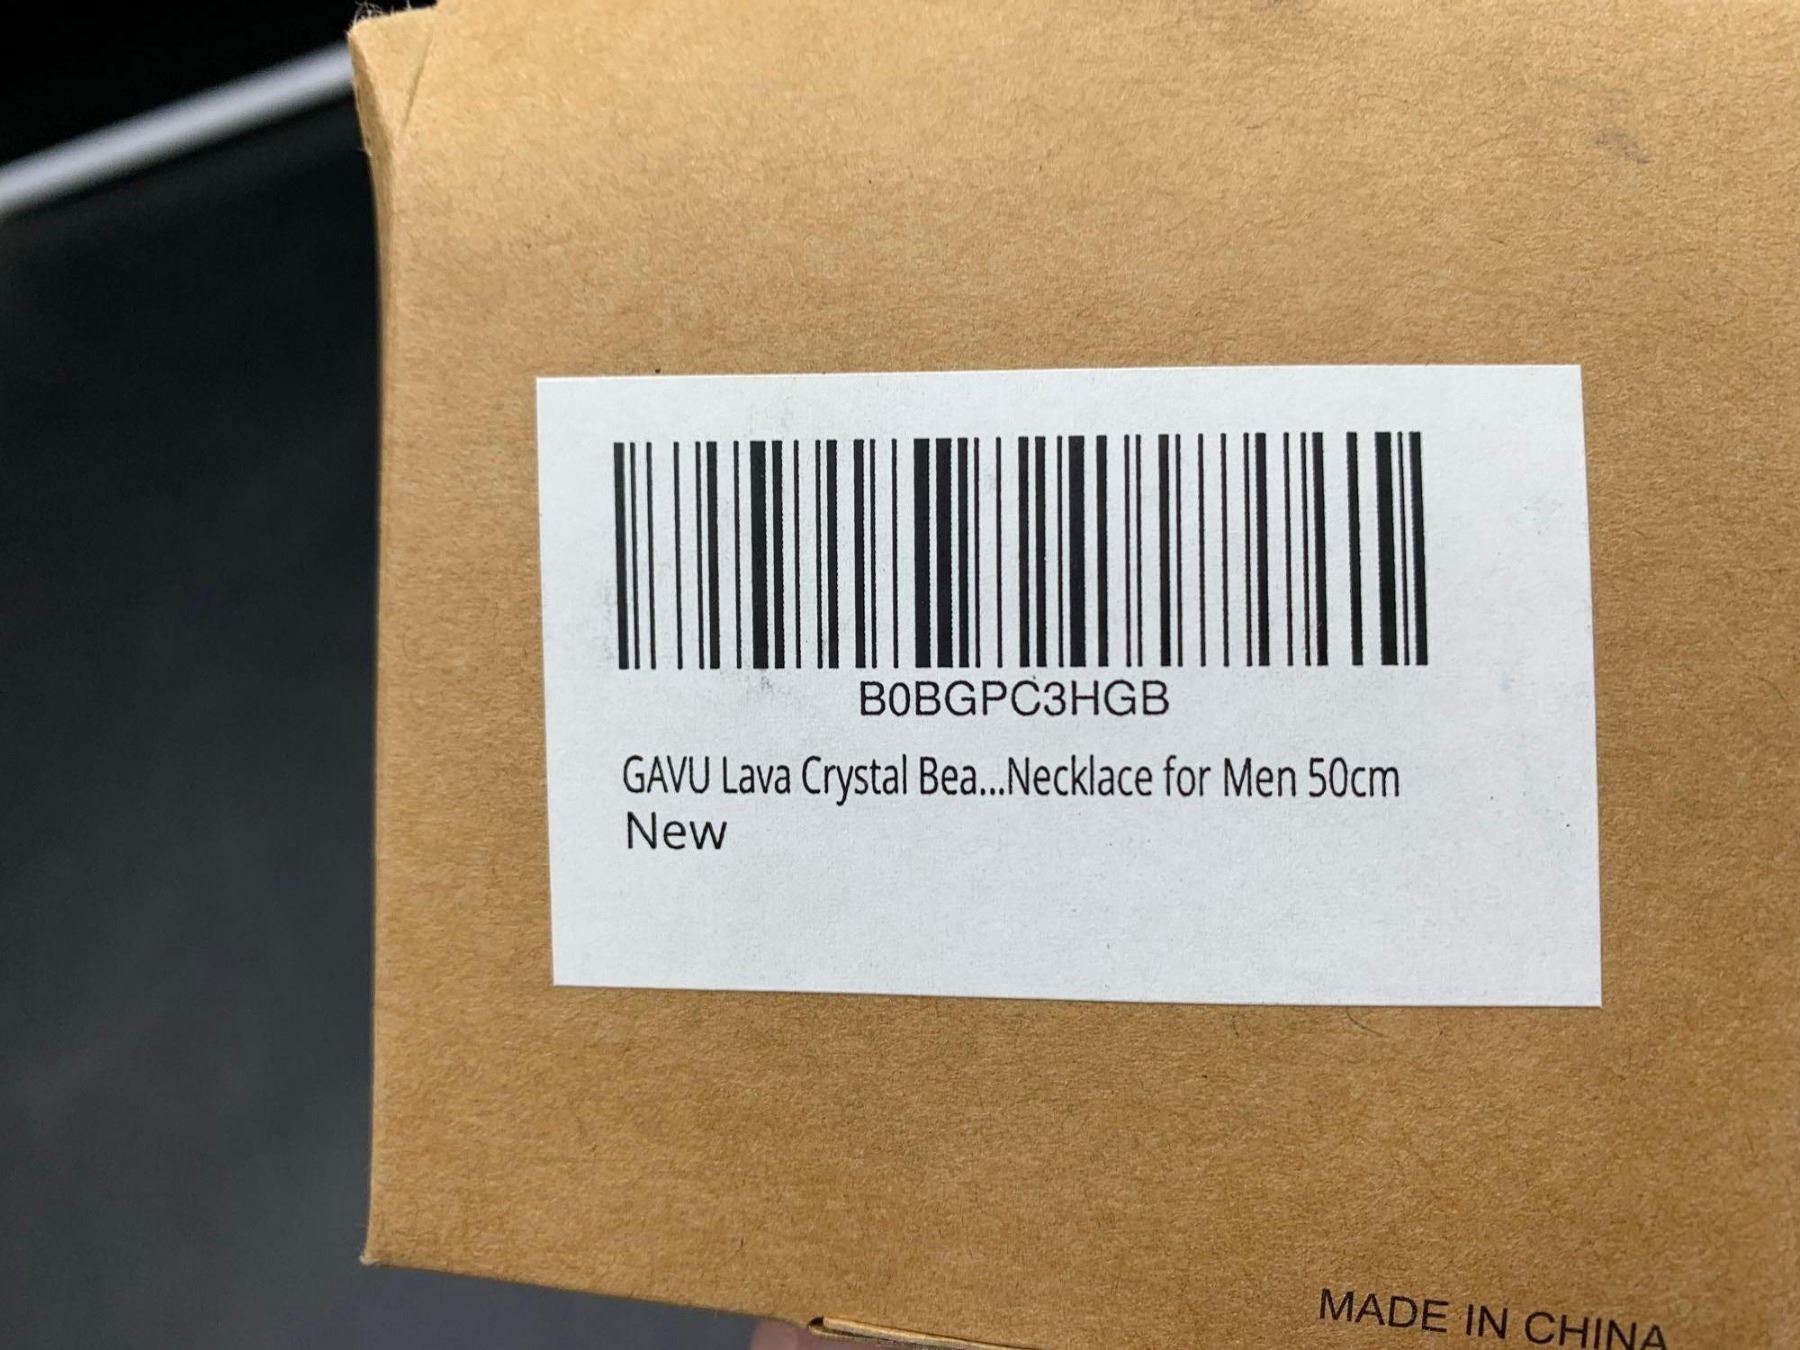 B0BGPC3HGB
GAVU Lava Crystal Bea...Necklace for Men 50cm
New
MADE IN CHINA